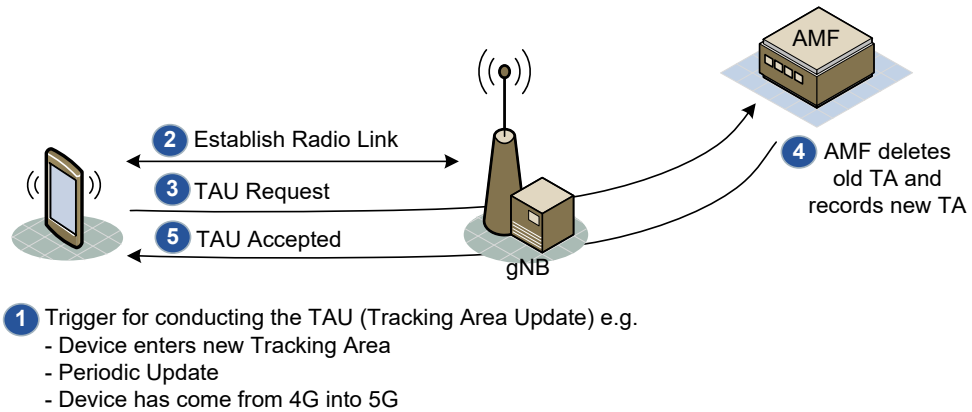 AMF
2 Establish Radio Link
3 TAU Request
4 AMF deletes
old TA and
records new TA
5 TAU Accepted
gNB
1 Trigger for conducting the TAU (Tracking Area Update) e.g.
- Device enters new Tracking Area
- Periodic Update
- Device has come from 4G into 5G